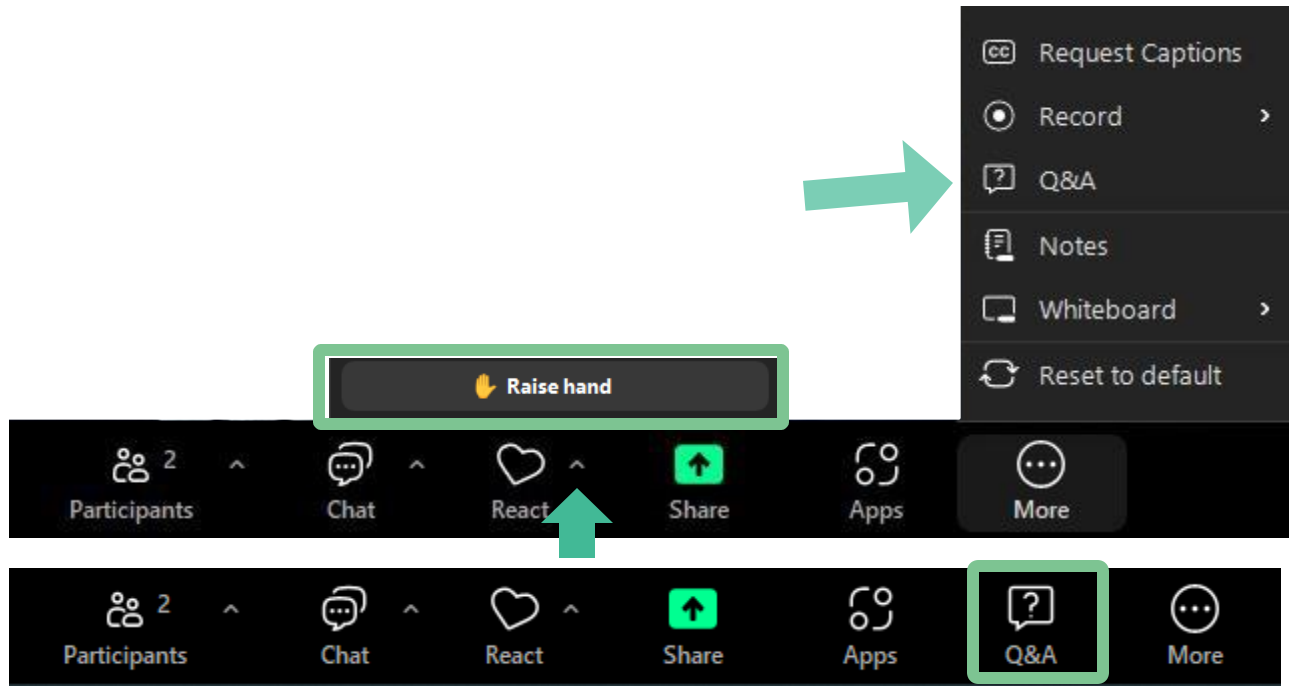 CC Request Captions
Record
Q&A
Notes
Whiteboard
Reset to default
✋ Raise hand
2
Participants Chat React Share Apps More
2
Participants Chat React Share Apps Q&A More